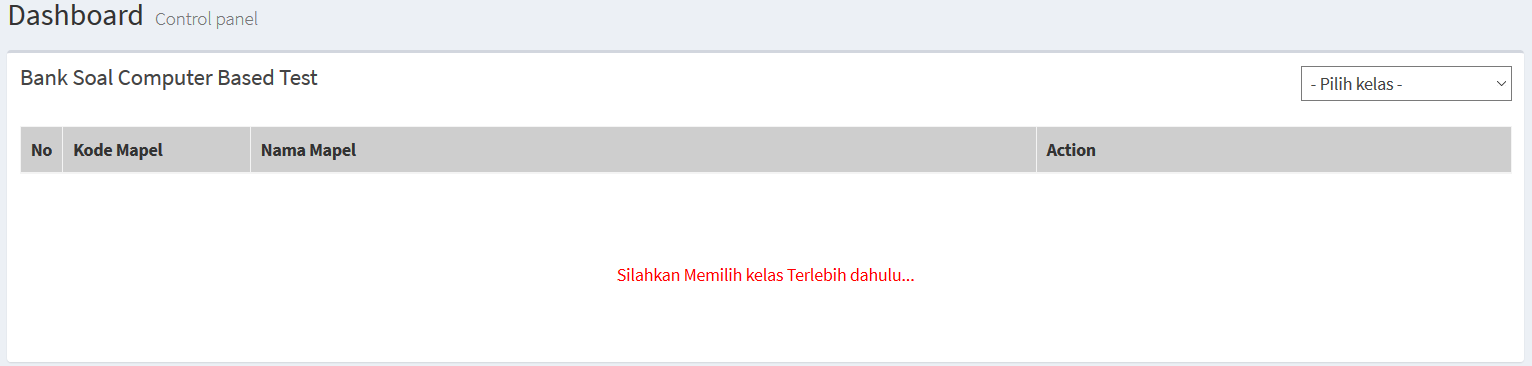 Dashboard Control panel
Bank Soal Computer Based Test
- Pilih kelas -
No Kode Mapel Nama Mapel Action
Silahkan Memilih kelas Terlebih dahulu...